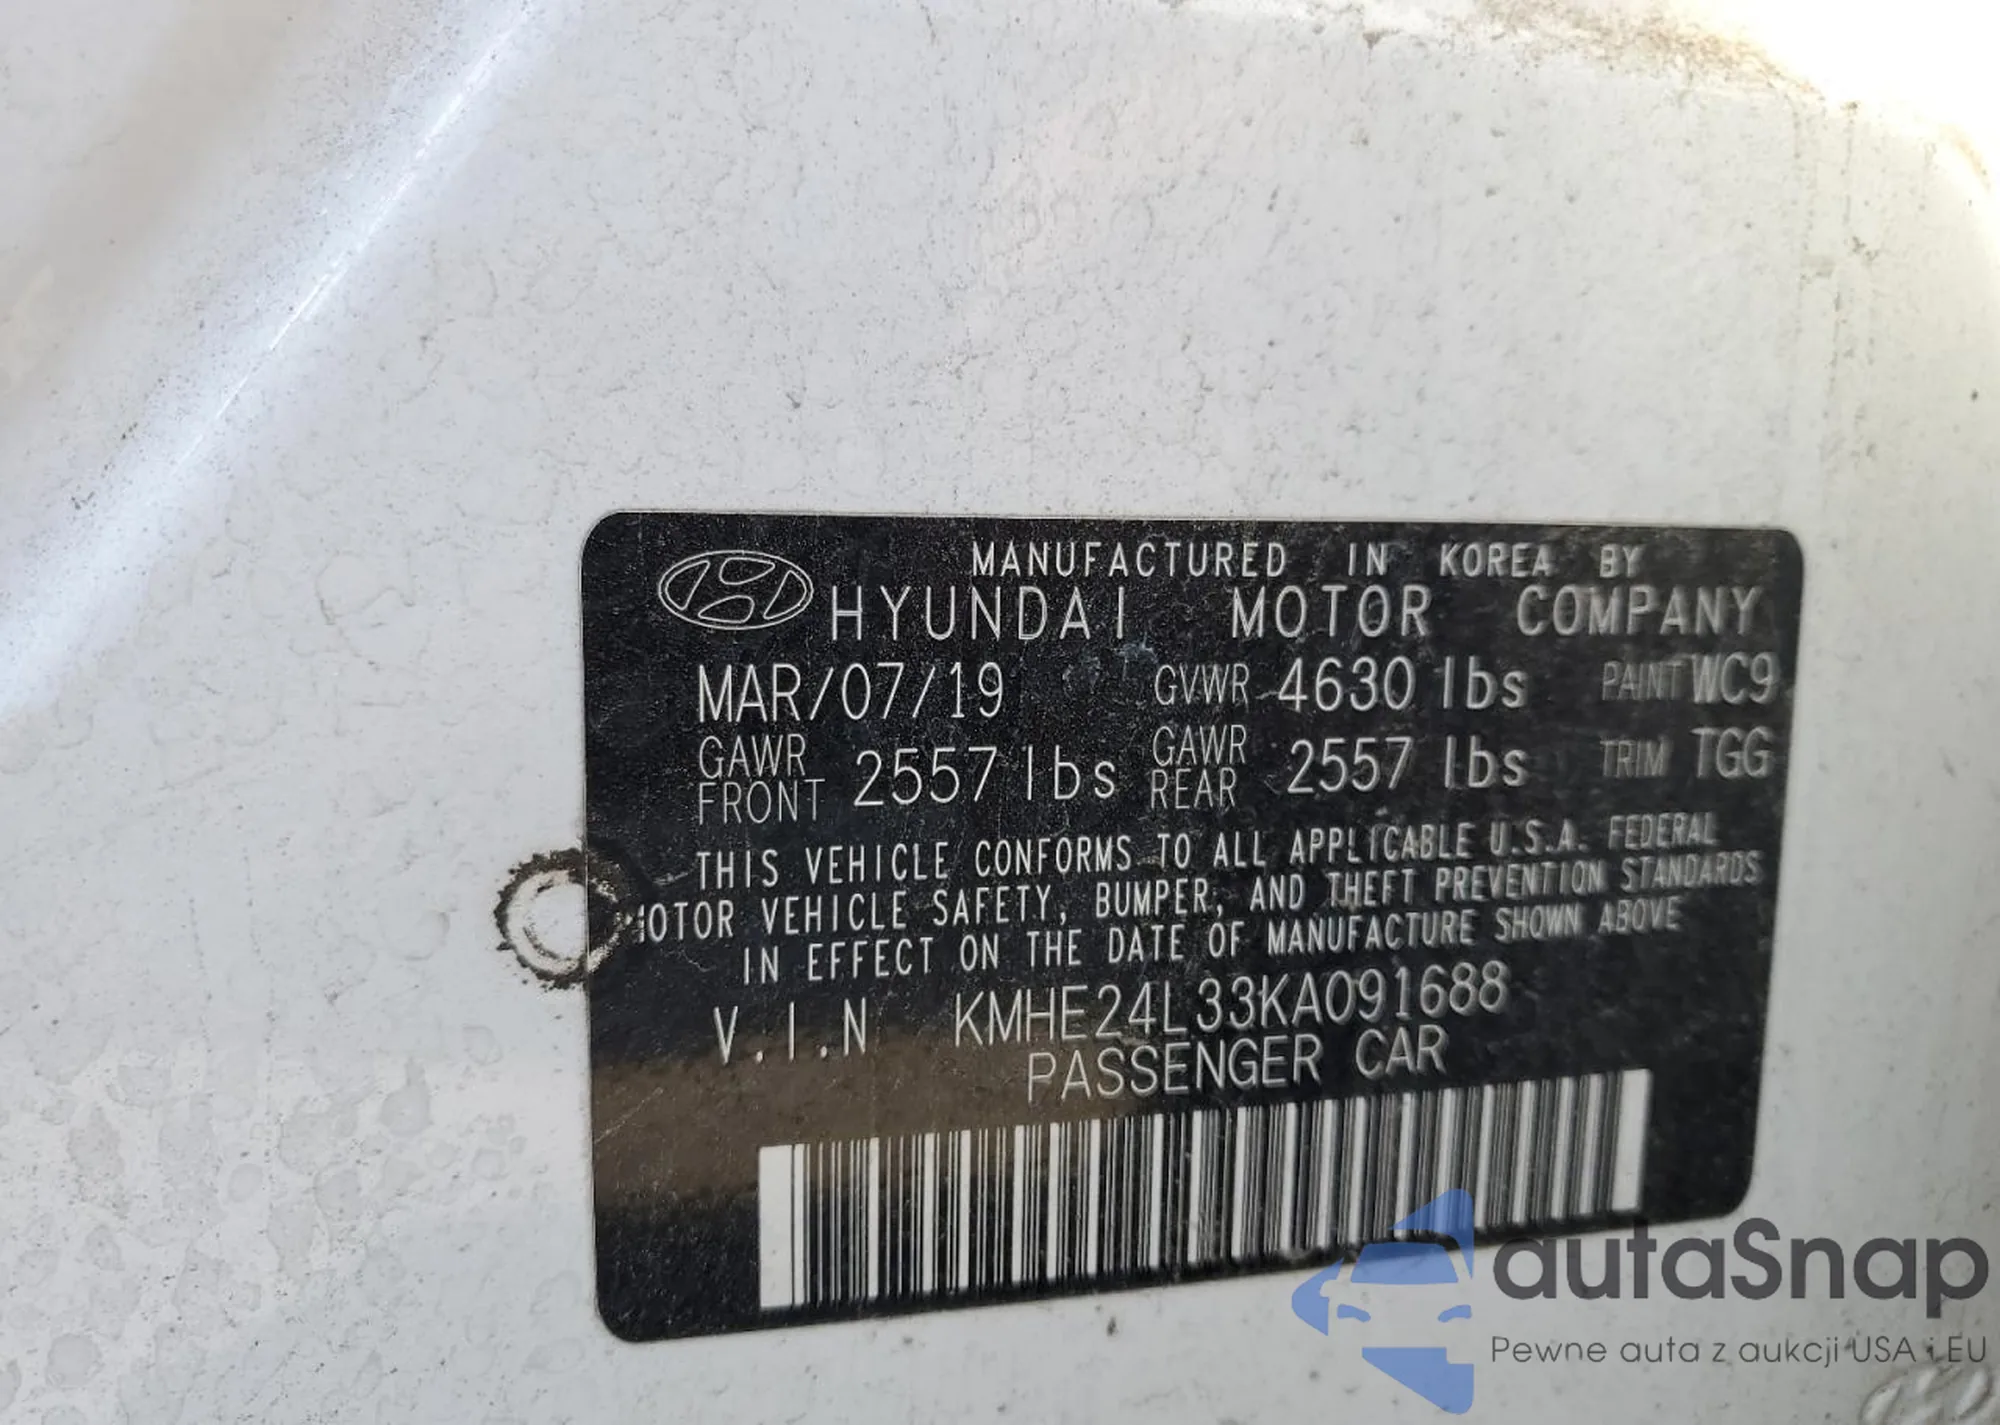 MANUFACTURED IN KOREA BY
HYUNDAI MOTOR COMPANY
MAR/07/19 GVWR 4630 lbs PAINT WC9
GAWR FRONT 2557 lbs GAWR REAR 2557 lbs TRIM TGG
THIS VEHICLE CONFORMS TO ALL APPLICABLE U.S.A. FEDERAL
MOTOR VEHICLE SAFETY, BUMPER, AND THEFT PREVENTION STANDARDS
IN EFFECT ON THE DATE OF MANUFACTURE SHOWN ABOVE
V.I.N KMHE24L33KA091688
PASSENGER CAR
autaSnap
Pewne auta z aukcji USA i EU